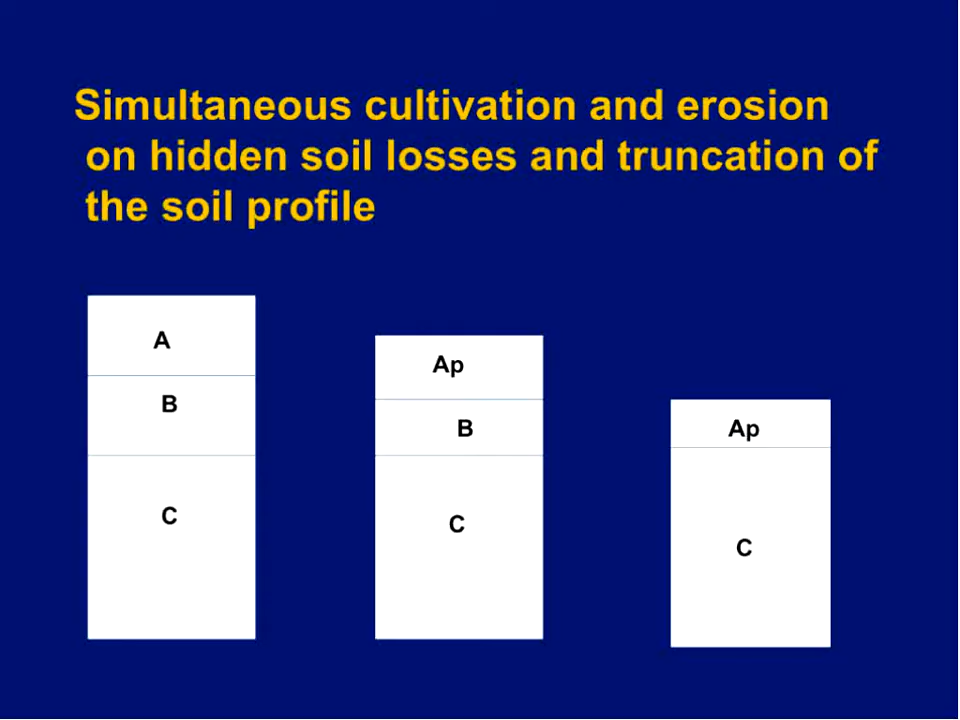 Simultaneous cultivation and erosion
on hidden soil losses and truncation of
the soil profile
A
B
C
Ap
B
C
Ap
C